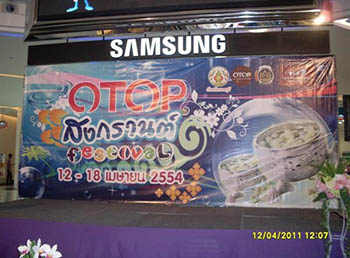 SAMSUNG
OTOP
สงกรานต์
festival
12 - 18 เมษายน 2554
OTOP
12/04/2011 12:07